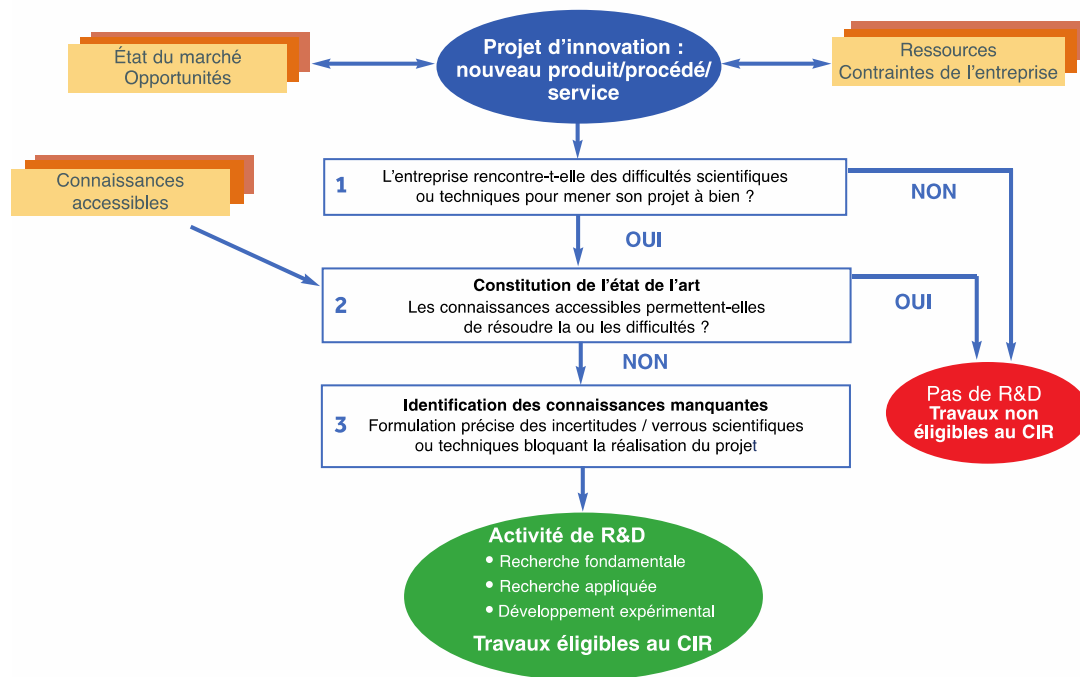 État du marché
Opportunités
Projet d’innovation :
nouveau produit/procédé/
service
Ressources
Contraintes de l’entreprise
Connaissances
accessibles
1
L’entreprise rencontre-t-elle des difficultés scientifiques
ou techniques pour mener son projet à bien ?
NON
OUI
2
Constitution de l’état de l’art
Les connaissances accessibles permettent-elles
de résoudre la ou les difficultés ?
OUI
NON
3
Identification des connaissances manquantes
Formulation précise des incertitudes / verrous scientifiques
ou techniques bloquant la réalisation du projet
Pas de R&D
Travaux non
éligibles au CIR
Activité de R&D
• Recherche fondamentale
• Recherche appliquée
• Développement expérimental
Travaux éligibles au CIR